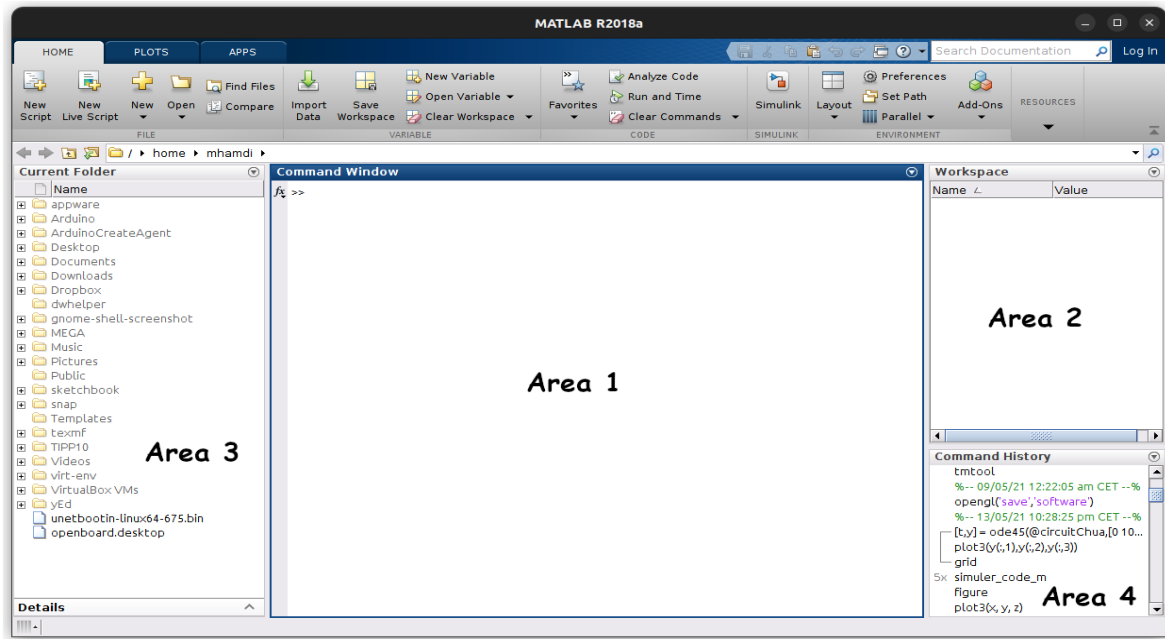 MATLAB R2018a
HOME PLOTS APPS
Search Documentation Log In
New Script
New Live Script
New
Open
Find Files
Compare
FILE
Import Data
Save Workspace
New Variable
Open Variable
Clear Workspace
VARIABLE
Favorites
Analyze Code
Run and Time
Clear Commands
CODE
Simulink
SIMULINK
Layout
Preferences
Set Path
Parallel
Add-Ons
ENVIRONMENT
RESOURCES
/ home mhamdi
Current Folder
Name
appware
Arduino
ArduinoCreateAgent
Desktop
Documents
Downloads
Dropbox
dwhelper
gnome-shell-screenshot
MEGA
Music
Pictures
Public
sketchbook
snap
Templates
texmf
TIPP10
Videos
virt-env
VirtualBox VMs
yEd
unetbootin-linux64-675.bin
openboard.desktop
Area 3
Details
Command Window
fx >>
Area 1
Workspace
Name Value
Area 2
Command History
tmtool
%-- 09/05/21 12:22:05 am CET --%
opengl('save','software')
%-- 13/05/21 10:28:25 pm CET --%
[t,y] = ode45(@circuitChua,[0 10...
plot3(y(:,1),y(:,2),y(:,3))
grid
5x simuler_code_m
figure
plot3(x, y, z)
Area 4